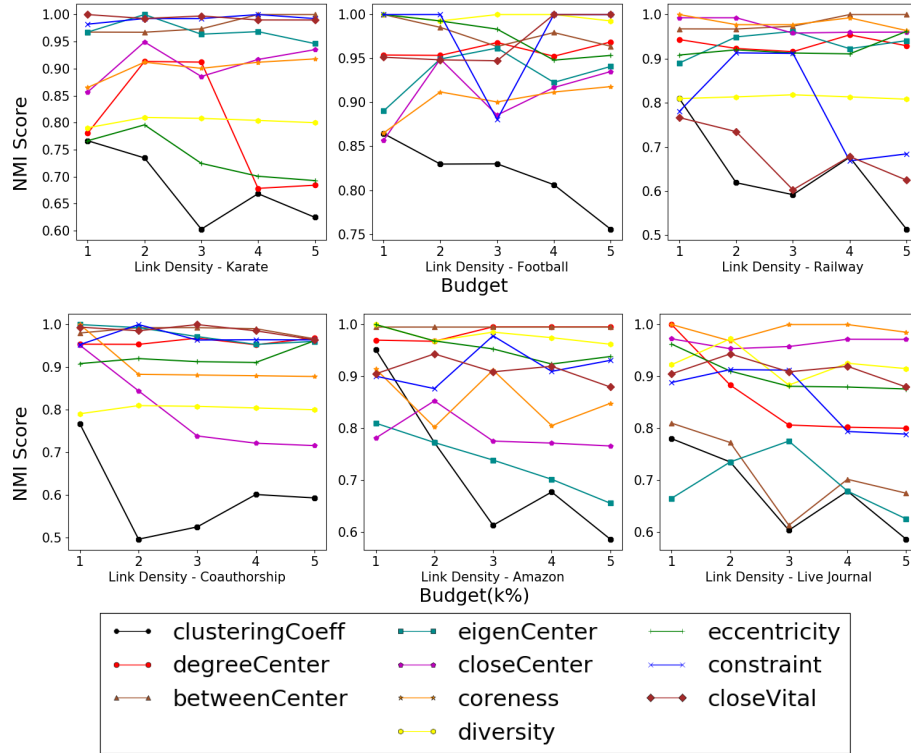 NMI Score
1.00
0.95
0.90
0.85
0.80
0.75
0.70
0.65
0.60
1 2 3 4 5
Link Density - Karate
1.00
0.95
0.90
0.85
0.80
0.75
1 2 3 4 5
Link Density - Football
1.0
0.9
0.8
0.7
0.6
0.5
1 2 3 4 5
Link Density - Railway
Budget
NMI Score
1.0
0.9
0.8
0.7
0.6
0.5
1 2 3 4 5
Link Density - Coauthorship
1.0
0.9
0.8
0.7
0.6
1 2 3 4 5
Link Density - Amazon
1.0
0.9
0.8
0.7
0.6
1 2 3 4 5
Link Density - Live Journal
Budget(k%)
clusteringCoeff
degreeCenter
betweenCenter
eigenCenter
closeCenter
coreness
diversity
eccentricity
constraint
closeVital